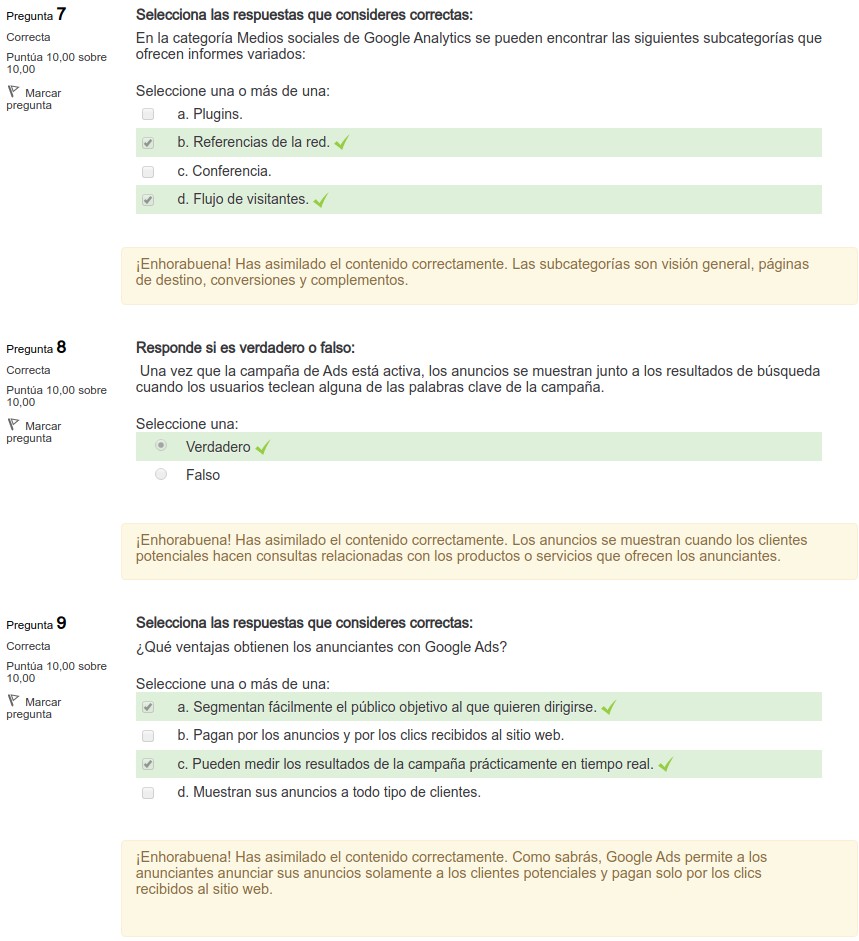 Pregunta 7
Correcta
Puntúa 10,00 sobre
10,00
Marcar
pregunta
Selecciona las respuestas que consideres correctas:
En la categoría Medios sociales de Google Analytics se pueden encontrar las siguientes subcategorías que
ofrecen informes variados:
Seleccione una o más de una:
a. Plugins.
b. Referencias de la red.
c. Conferencia.
d. Flujo de visitantes.
¡Enhorabuena! Has asimilado el contenido correctamente. Las subcategorías son visión general, páginas
de destino, conversiones y complementos.
Pregunta 8
Correcta
Puntúa 10,00 sobre
10,00
Marcar
pregunta
Responde si es verdadero o falso:
Una vez que la campaña de Ads está activa, los anuncios se muestran junto a los resultados de búsqueda
cuando los usuarios teclean alguna de las palabras clave de la campaña.
Seleccione una:
Verdadero
Falso
¡Enhorabuena! Has asimilado el contenido correctamente. Los anuncios se muestran cuando los clientes
potenciales hacen consultas relacionadas con los productos o servicios que ofrecen los anunciantes.
Pregunta 9
Correcta
Puntúa 10,00 sobre
10,00
Marcar
pregunta
Selecciona las respuestas que consideres correctas:
¿Qué ventajas obtienen los anunciantes con Google Ads?
Seleccione una o más de una:
a. Segmentan fácilmente el público objetivo al que quieren dirigirse.
b. Pagan por los anuncios y por los clics recibidos al sitio web.
c. Pueden medir los resultados de la campaña prácticamente en tiempo real.
d. Muestran sus anuncios a todo tipo de clientes.
¡Enhorabuena! Has asimilado el contenido correctamente. Como sabrás, Google Ads permite a los
anunciantes anunciar sus anuncios solamente a los clientes potenciales y pagan solo por los clics
recibidos al sitio web.